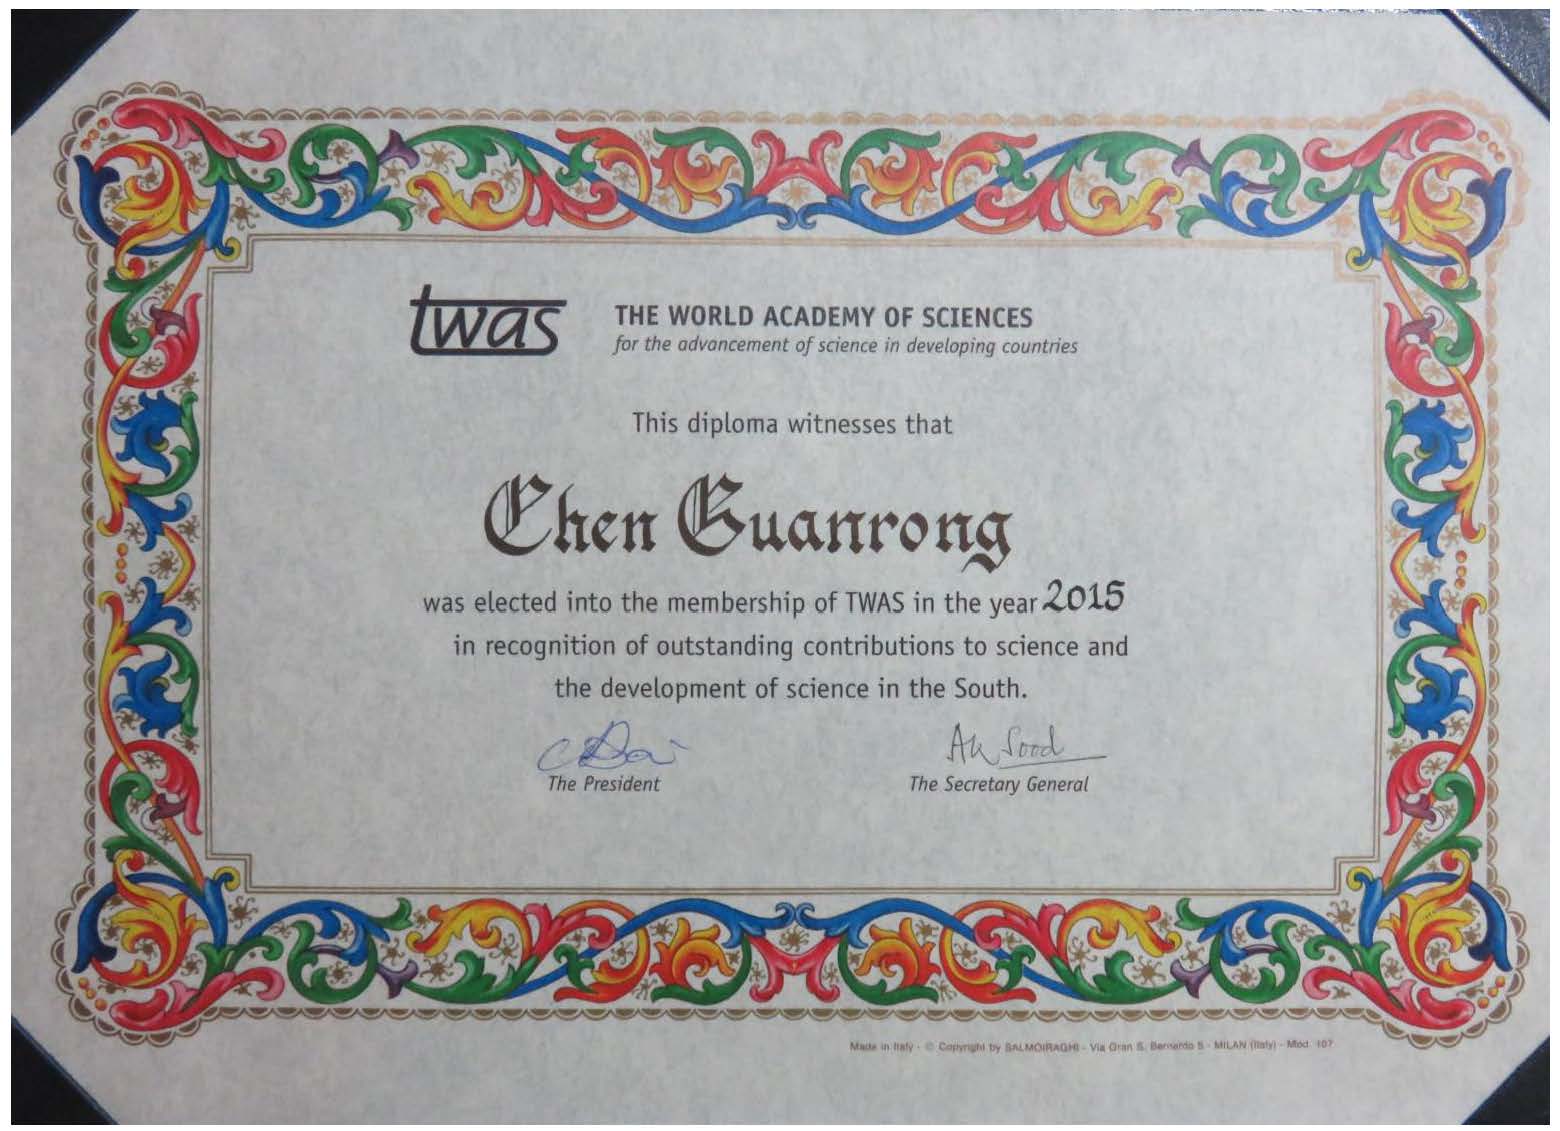 twas
THE WORLD ACADEMY OF SCIENCES
for the advancement of science in developing countries
This diploma witnesses that
Chen Guanrong
was elected into the membership of TWAS in the year 2015
in recognition of outstanding contributions to science and
the development of science in the South.
AK Sood
The President
The Secretary General
Made in Italy - © Copyright by SALMOIRAGHI - Via Gran S. Bernardo 5 - MILAN (Italy) - Mod. 107